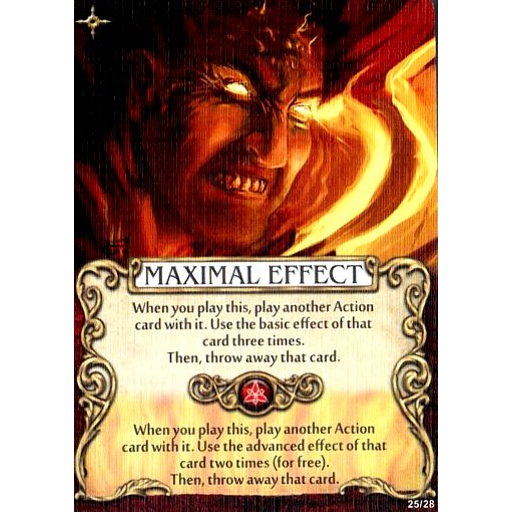 MAXIMAL EFFECT
When you play this, play another Action
card with it. Use the basic effect of that
card three times.
Then, throw away that card.
When you play this, play another Action
card with it. Use the advanced effect of that
card two times (for free).
Then, throw away that card.
25/28